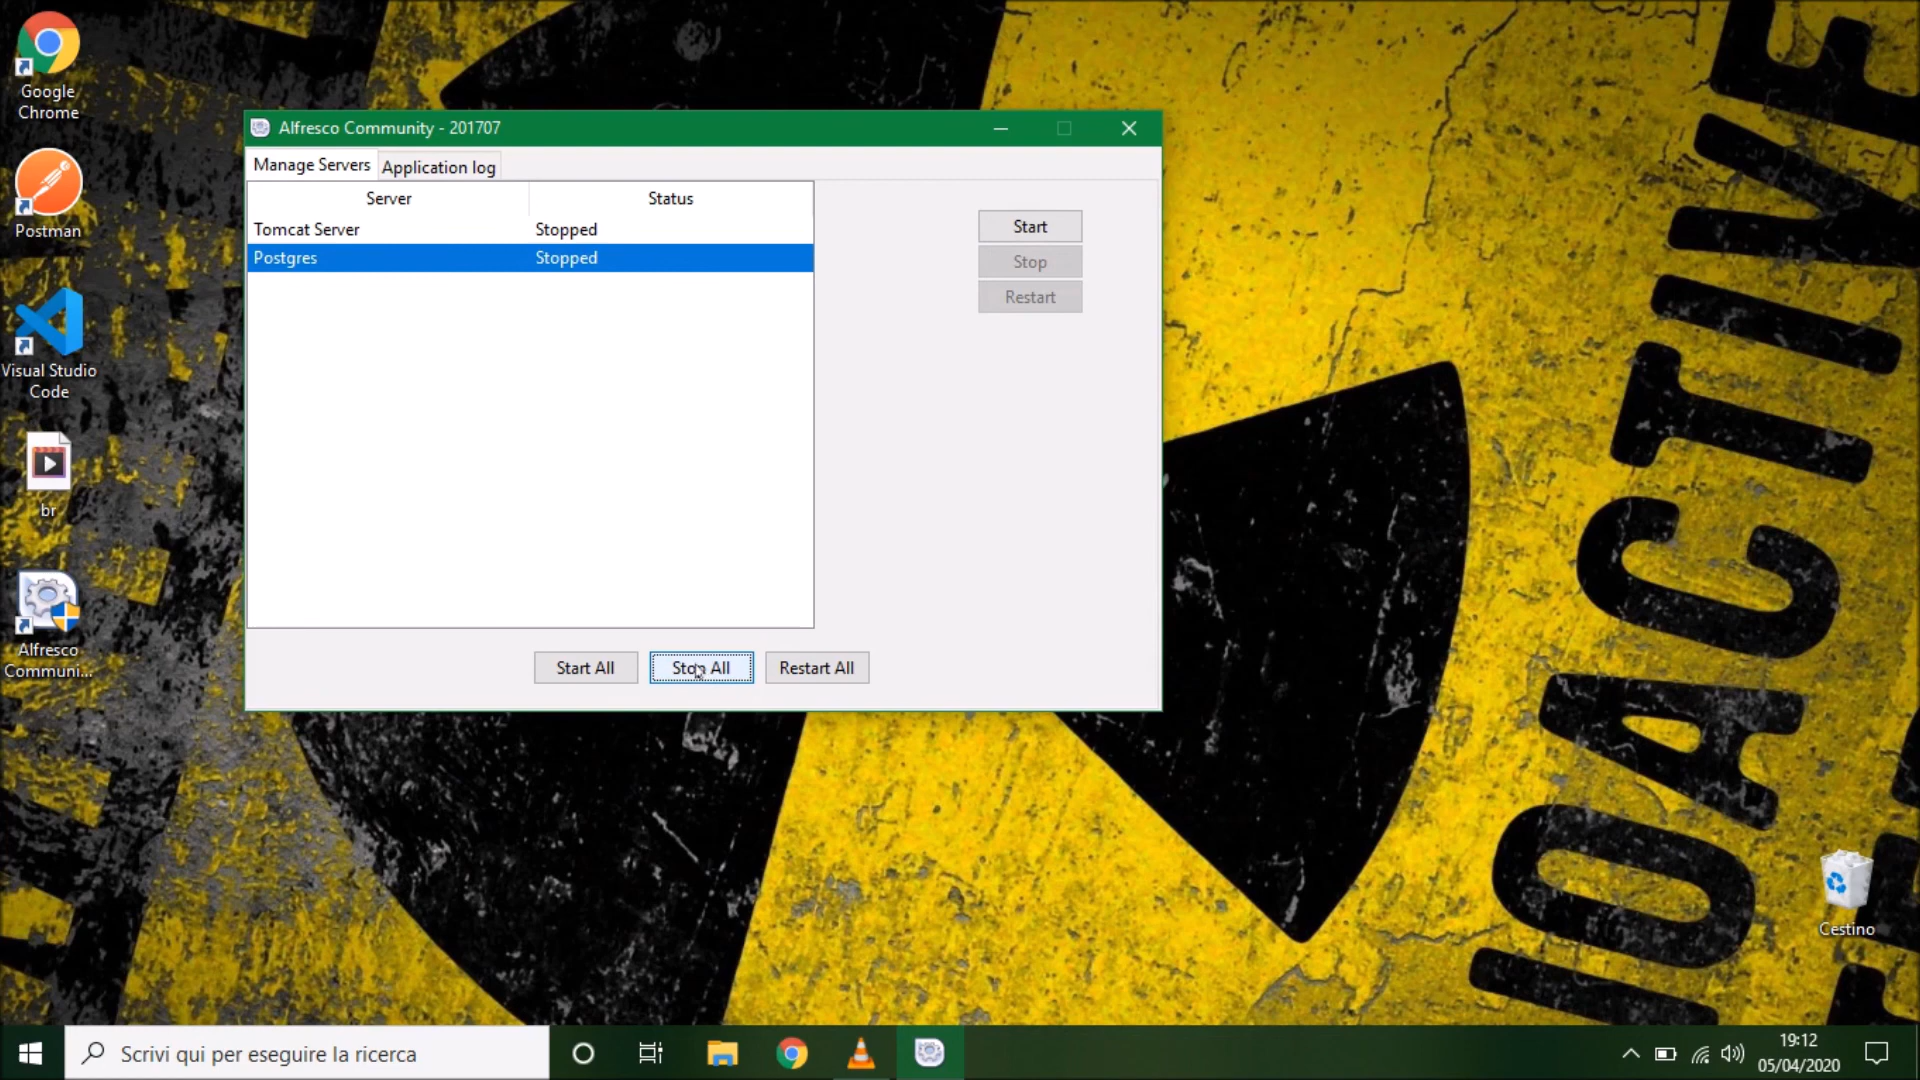 Google
Chrome
Postman
Visual Studio
Code
br
Alfresco
Communi...
Alfresco Community - 201707
Manage Servers
Application log
Server
Status
Tomcat Server
Stopped
Postgres
Stopped
Start
Stop
Restart
Start All
Stop All
Restart All
IOACTIVE
Cestino
Scrivi qui per eseguire la ricerca
19:12
05/04/2020